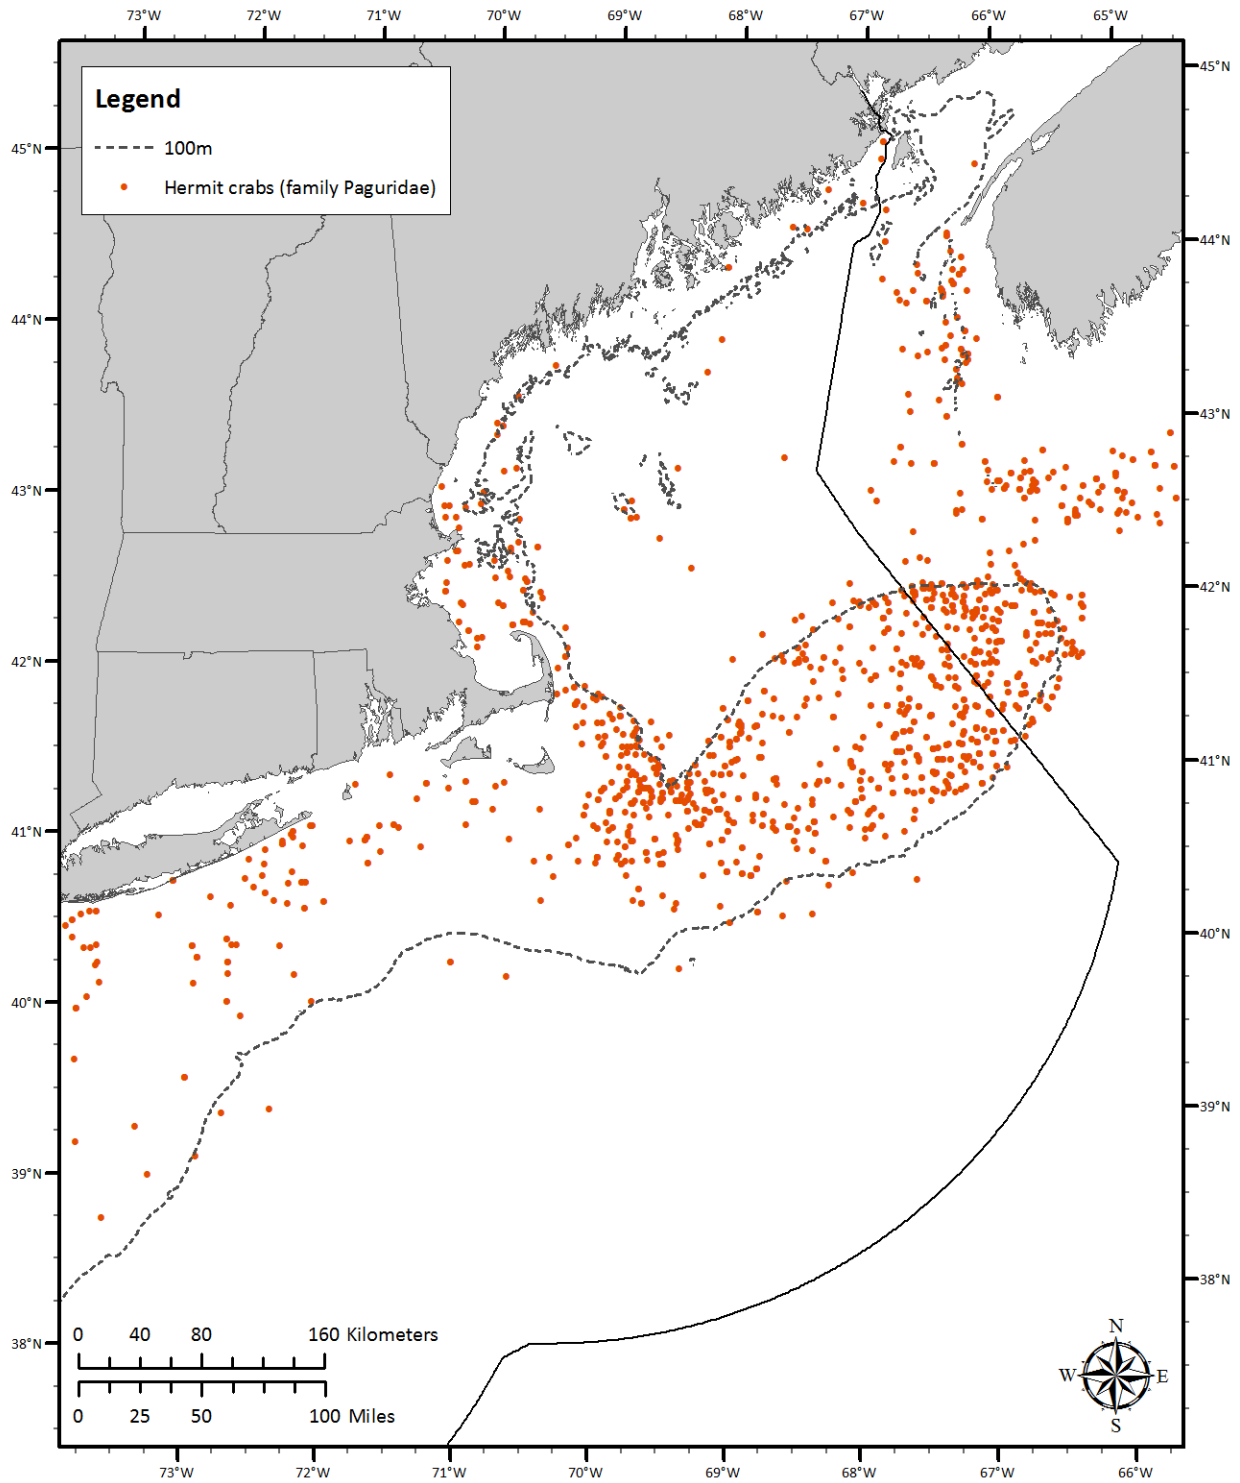 73°W 72°W 71°W 70°W 69°W 68°W 67°W 66°W 65°W
Legend
100m
Hermit crabs (family Paguridae)
45°N
45°N
44°N
44°N
43°N
43°N
42°N
42°N
41°N
41°N
40°N
40°N
39°N
39°N
38°N
38°N
0 40 80 160 Kilometers
0 25 50 100 Miles
N
W E
S
73°W 72°W 71°W 70°W 69°W 68°W 67°W 66°W